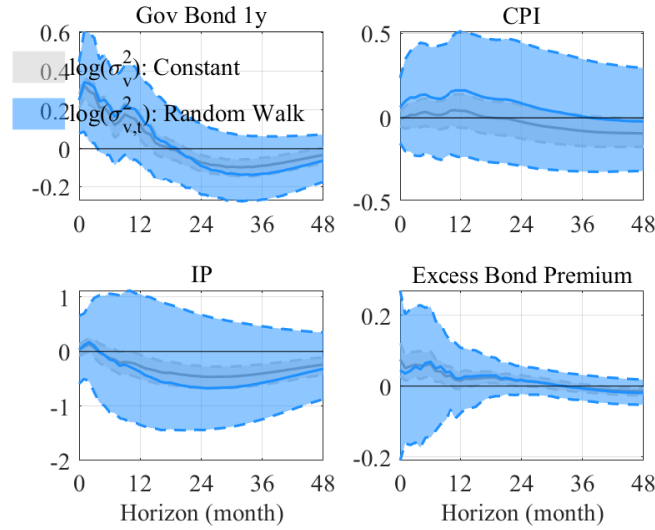 Gov Bond 1y
CPI
0.6
0.4
0.2
0
-0.2
log(σ²ᵥ): Constant
log(σ²ᵥ,ₜ): Random Walk
0 12 24 36 48
0.5
0
-0.5
0 12 24 36 48
IP
Excess Bond Premium
1
0
-1
-2
0 12 24 36 48
Horizon (month)
0.2
0
-0.2
0 12 24 36 48
Horizon (month)